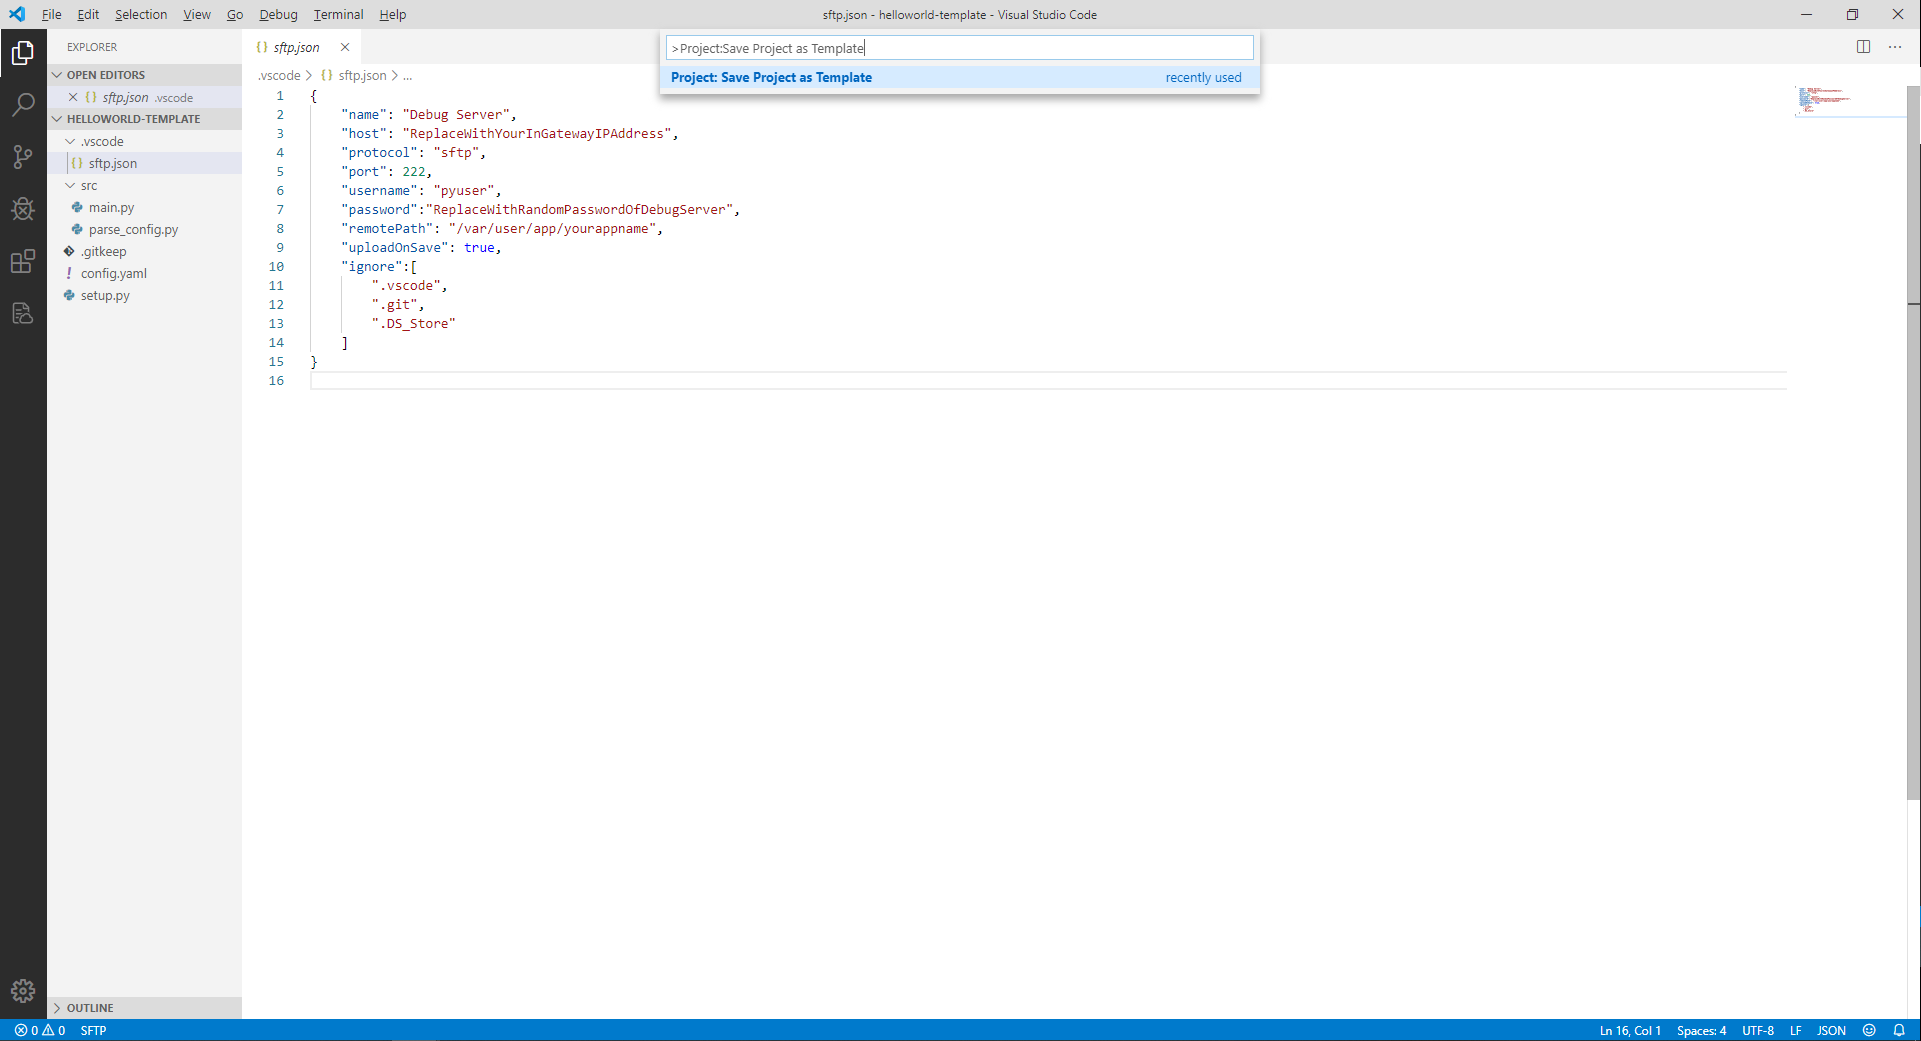 File Edit Selection View Go Debug Terminal Help
sftp.json - helloworld-template - Visual Studio Code
EXPLORER
OPEN EDITORS
{} sftp.json .vscode
HELLOWORLD-TEMPLATE
.vscode
{} sftp.json
src
main.py
parse_config.py
.gitkeep
! config.yaml
setup.py
OUTLINE
{} sftp.json
>Project:Save Project as Template
Project: Save Project as Template recently used
.vscode > {} sftp.json > ...
1 {
2 "name": "Debug Server",
3 "host": "ReplaceWithYourInGatewayIPAddress",
4 "protocol": "sftp",
5 "port": 222,
6 "username": "pyuser",
7 "password":"ReplaceWithRandomPasswordOfDebugServer",
8 "remotePath": "/var/user/app/yourappname",
9 "uploadOnSave": true,
10 "ignore":[
11 ".vscode",
12 ".git",
13 ".DS_Store"
14 ]
15 }
16
0 0 SFTP
Ln 16, Col 1 Spaces: 4 UTF-8 LF JSON